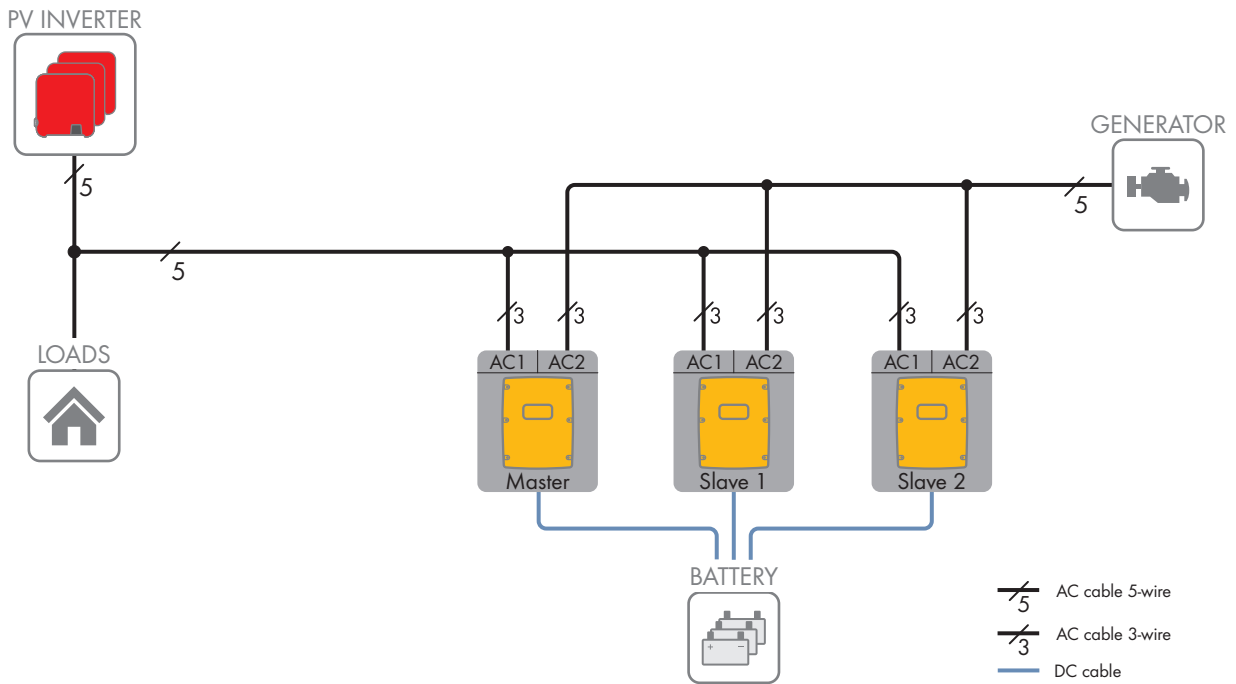 PV INVERTER
GENERATOR
5
5
5
3
3
3
3
3
3
LOADS
AC1 AC2
AC1 AC2
AC1 AC2
Master
Slave 1
Slave 2
BATTERY
+ −
5 AC cable 5-wire
3 AC cable 3-wire
DC cable